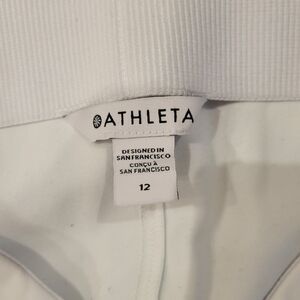 ATHLETA
DESIGNED IN
SAN FRANCISCO
CONÇU À
SAN FRANCISCO
12